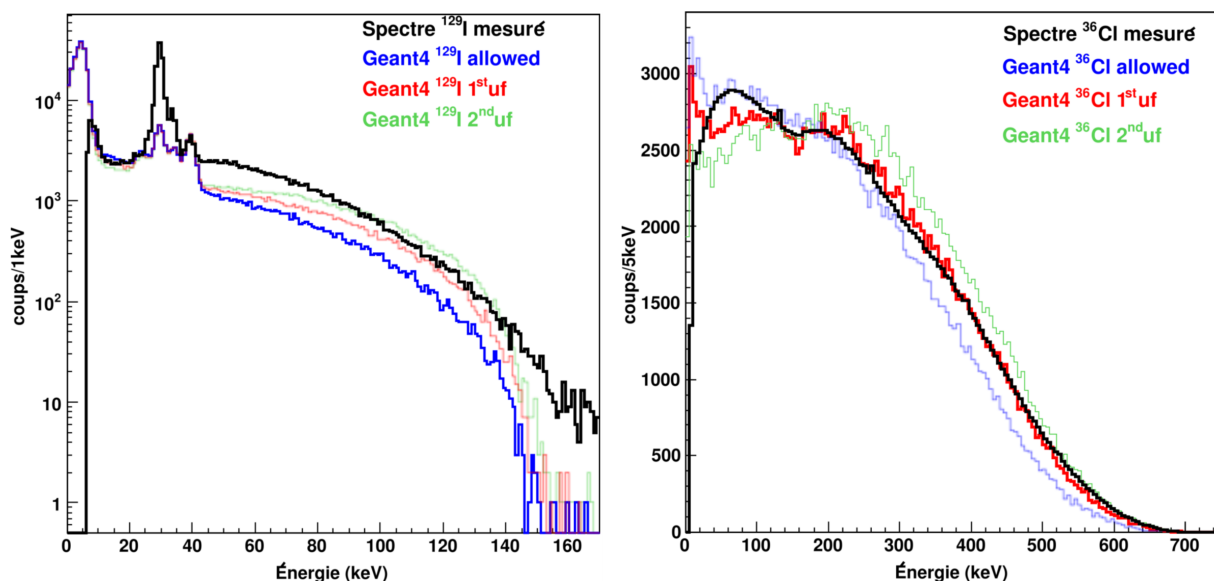 Spectre ¹²⁹I mesuré
Geant4 ¹²⁹I allowed
Geant4 ¹²⁹I 1ˢᵗuf
Geant4 ¹²⁹I 2ⁿᵈuf
coups/1keV
10⁴
10³
10²
10
1
0 20 40 60 80 100 120 140 160
Énergie (keV)
Spectre ³⁶Cl mesuré
Geant4 ³⁶Cl allowed
Geant4 ³⁶Cl 1ˢᵗuf
Geant4 ³⁶Cl 2ⁿᵈuf
coups/5keV
3000
2500
2000
1500
1000
500
0
0 100 200 300 400 500 600 700
Énergie (keV)